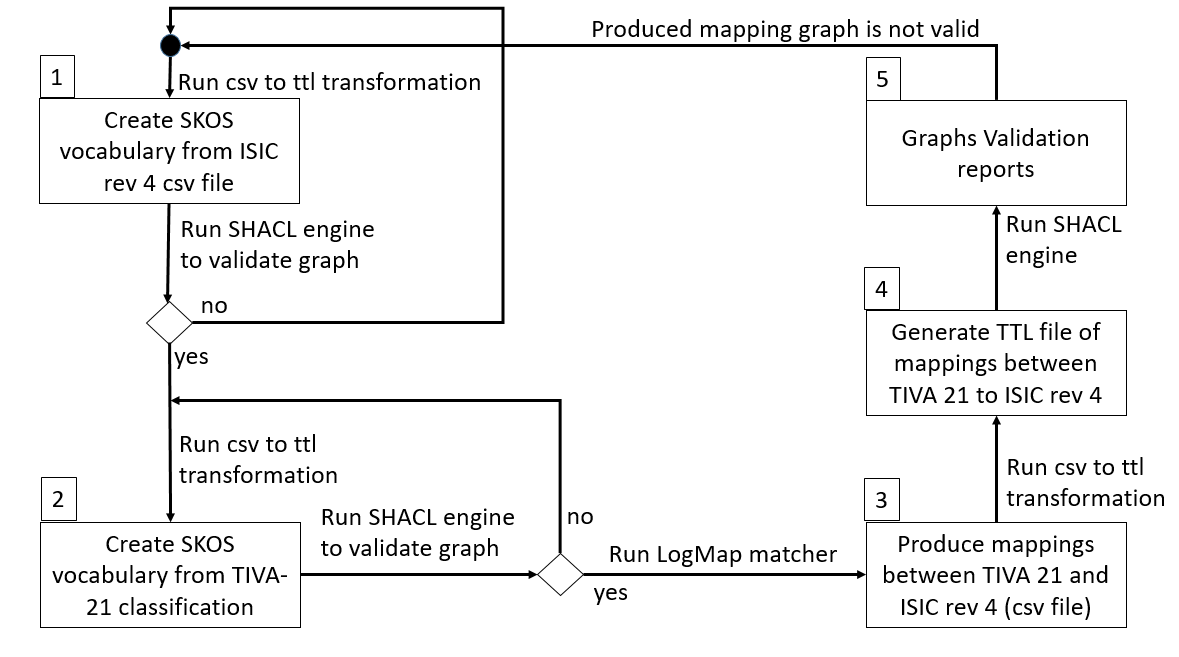 Produced mapping graph is not valid
1
Run csv to ttl transformation
Create SKOS
vocabulary from ISIC
rev 4 csv file
Run SHACL engine
to validate graph
no
yes
Run csv to ttl
transformation
2
Create SKOS
vocabulary from TIVA-
21 classification
Run SHACL engine
to validate graph
no
yes
Run LogMap matcher
3
Produce mappings
between TIVA 21 and
ISIC rev 4 (csv file)
Run csv to ttl
transformation
4
Generate TTL file of
mappings between
TIVA 21 to ISIC rev 4
Run SHACL
engine
5
Graphs Validation
reports